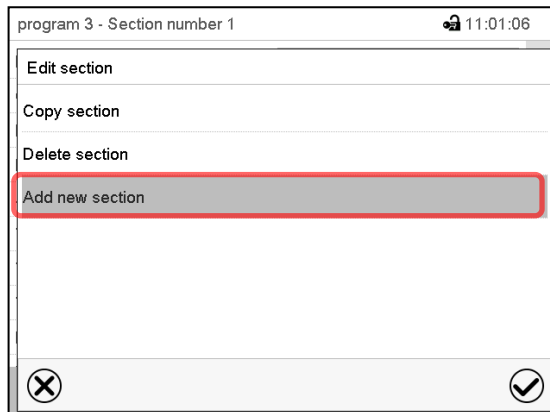 program 3 - Section number 1 11:01:06
Edit section
Copy section
Delete section
Add new section